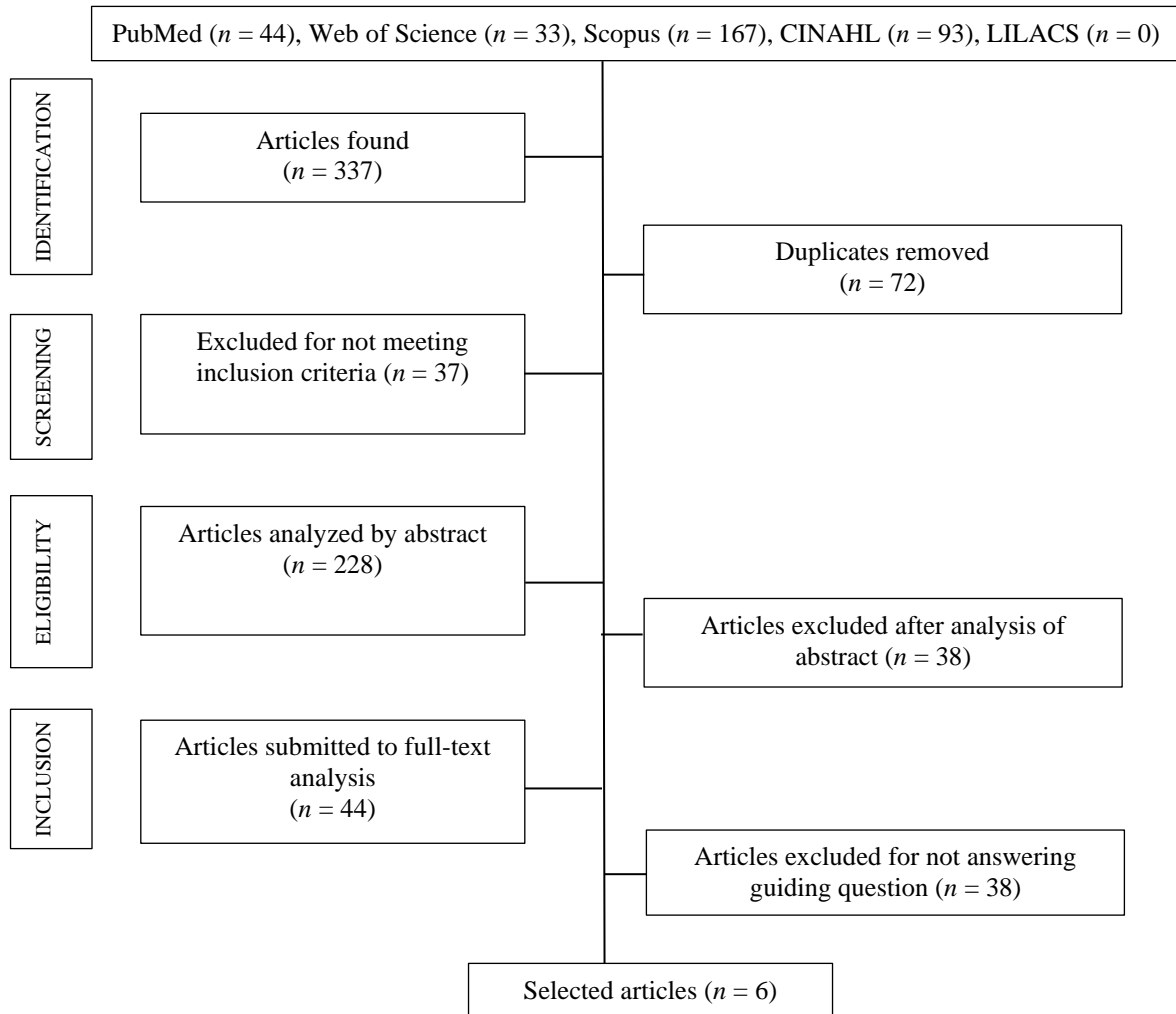 PubMed (n = 44), Web of Science (n = 33), Scopus (n = 167), CINAHL (n = 93), LILACS (n = 0)
IDENTIFICATION
Articles found
(n = 337)
Duplicates removed
(n = 72)
SCREENING
Excluded for not meeting
inclusion criteria (n = 37)
ELIGIBILITY
Articles analyzed by abstract
(n = 228)
Articles excluded after analysis of
abstract (n = 38)
INCLUSION
Articles submitted to full-text
analysis
(n = 44)
Articles excluded for not answering
guiding question (n = 38)
Selected articles (n = 6)